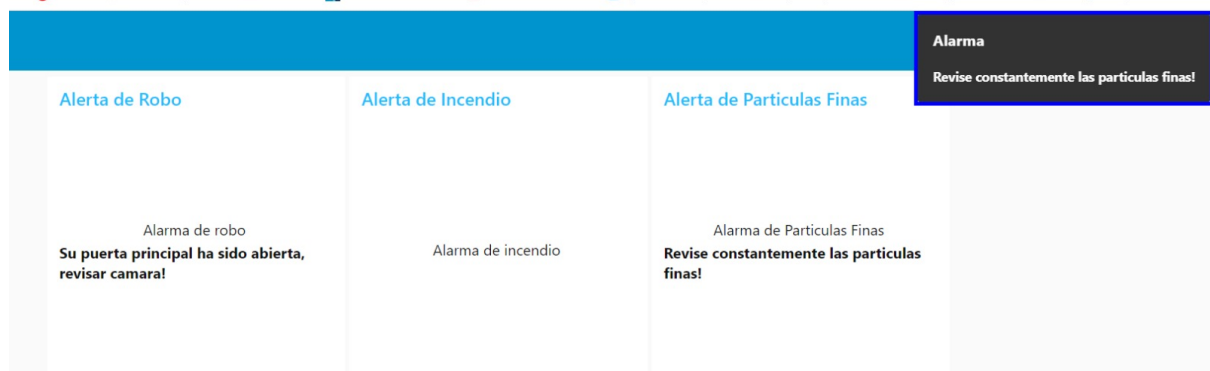 Alarma
Revise constantemente las particulas finas!
Alerta de Robo
Alarma de robo
Su puerta principal ha sido abierta,
revisar camara!
Alerta de Incendio
Alarma de incendio
Alerta de Particulas Finas
Alarma de Particulas Finas
Revise constantemente las particulas
finas!